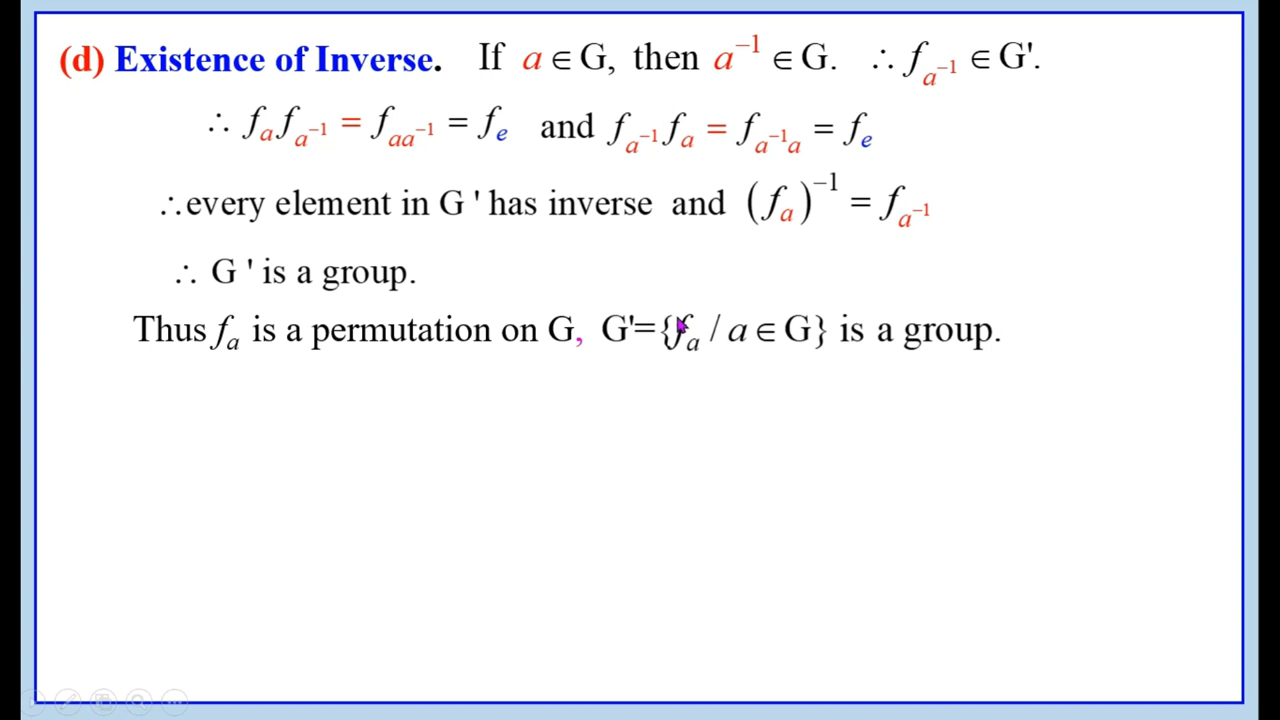 (d) Existence of Inverse. If a ∈ G, then a⁻¹ ∈ G. ∴ f_{a⁻¹} ∈ G'.
∴ f_a f_{a⁻¹} = f_{aa⁻¹} = f_e and f_{a⁻¹} f_a = f_{a⁻¹a} = f_e
∴every element in G ' has inverse and (f_a)⁻¹ = f_{a⁻¹}
∴ G ' is a group.
Thus f_a is a permutation on G, G'={f_a / a ∈ G} is a group.